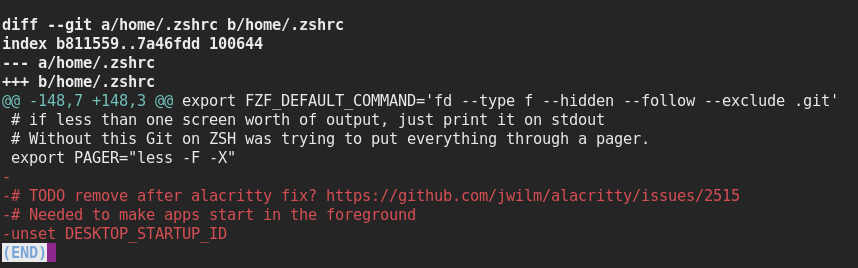 diff --git a/home/.zshrc b/home/.zshrc
index b811559..7a46fdd 100644
--- a/home/.zshrc
+++ b/home/.zshrc
@@ -148,7 +148,3 @@ export FZF_DEFAULT_COMMAND='fd --type f --hidden --follow --exclude .git'
 # if less than one screen worth of output, just print it on stdout
 # Without this Git on ZSH was trying to put everything through a pager.
 export PAGER="less -F -X"
-
-# TODO remove after alacritty fix? https://github.com/jwilm/alacritty/issues/2515
-# Needed to make apps start in the foreground
-unset DESKTOP_STARTUP_ID
(END)